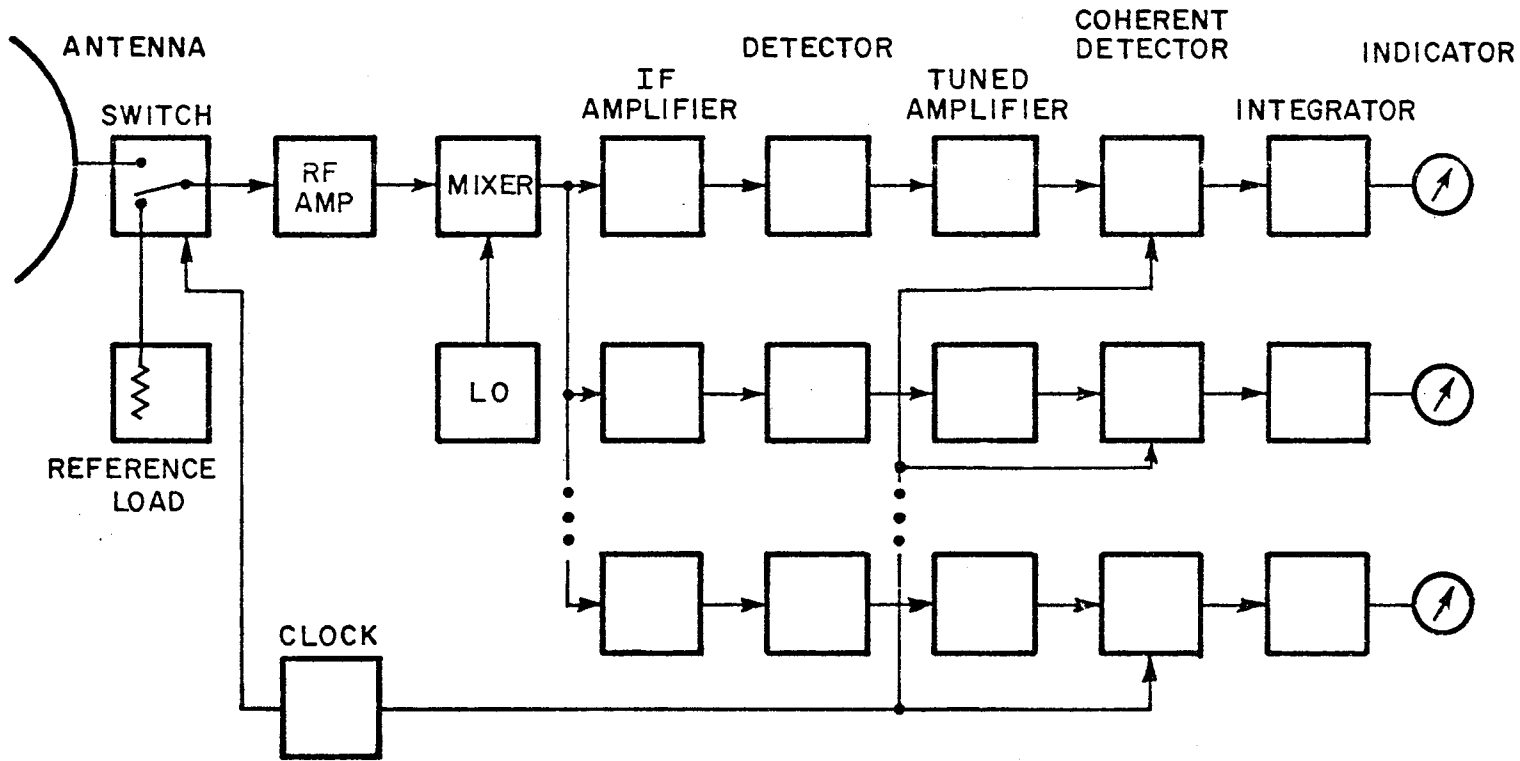 ANTENNA
SWITCH
RF
AMP
MIXER
IF
AMPLIFIER
DETECTOR
TUNED
AMPLIFIER
COHERENT
DETECTOR
INTEGRATOR
INDICATOR
LO
REFERENCE
LOAD
CLOCK